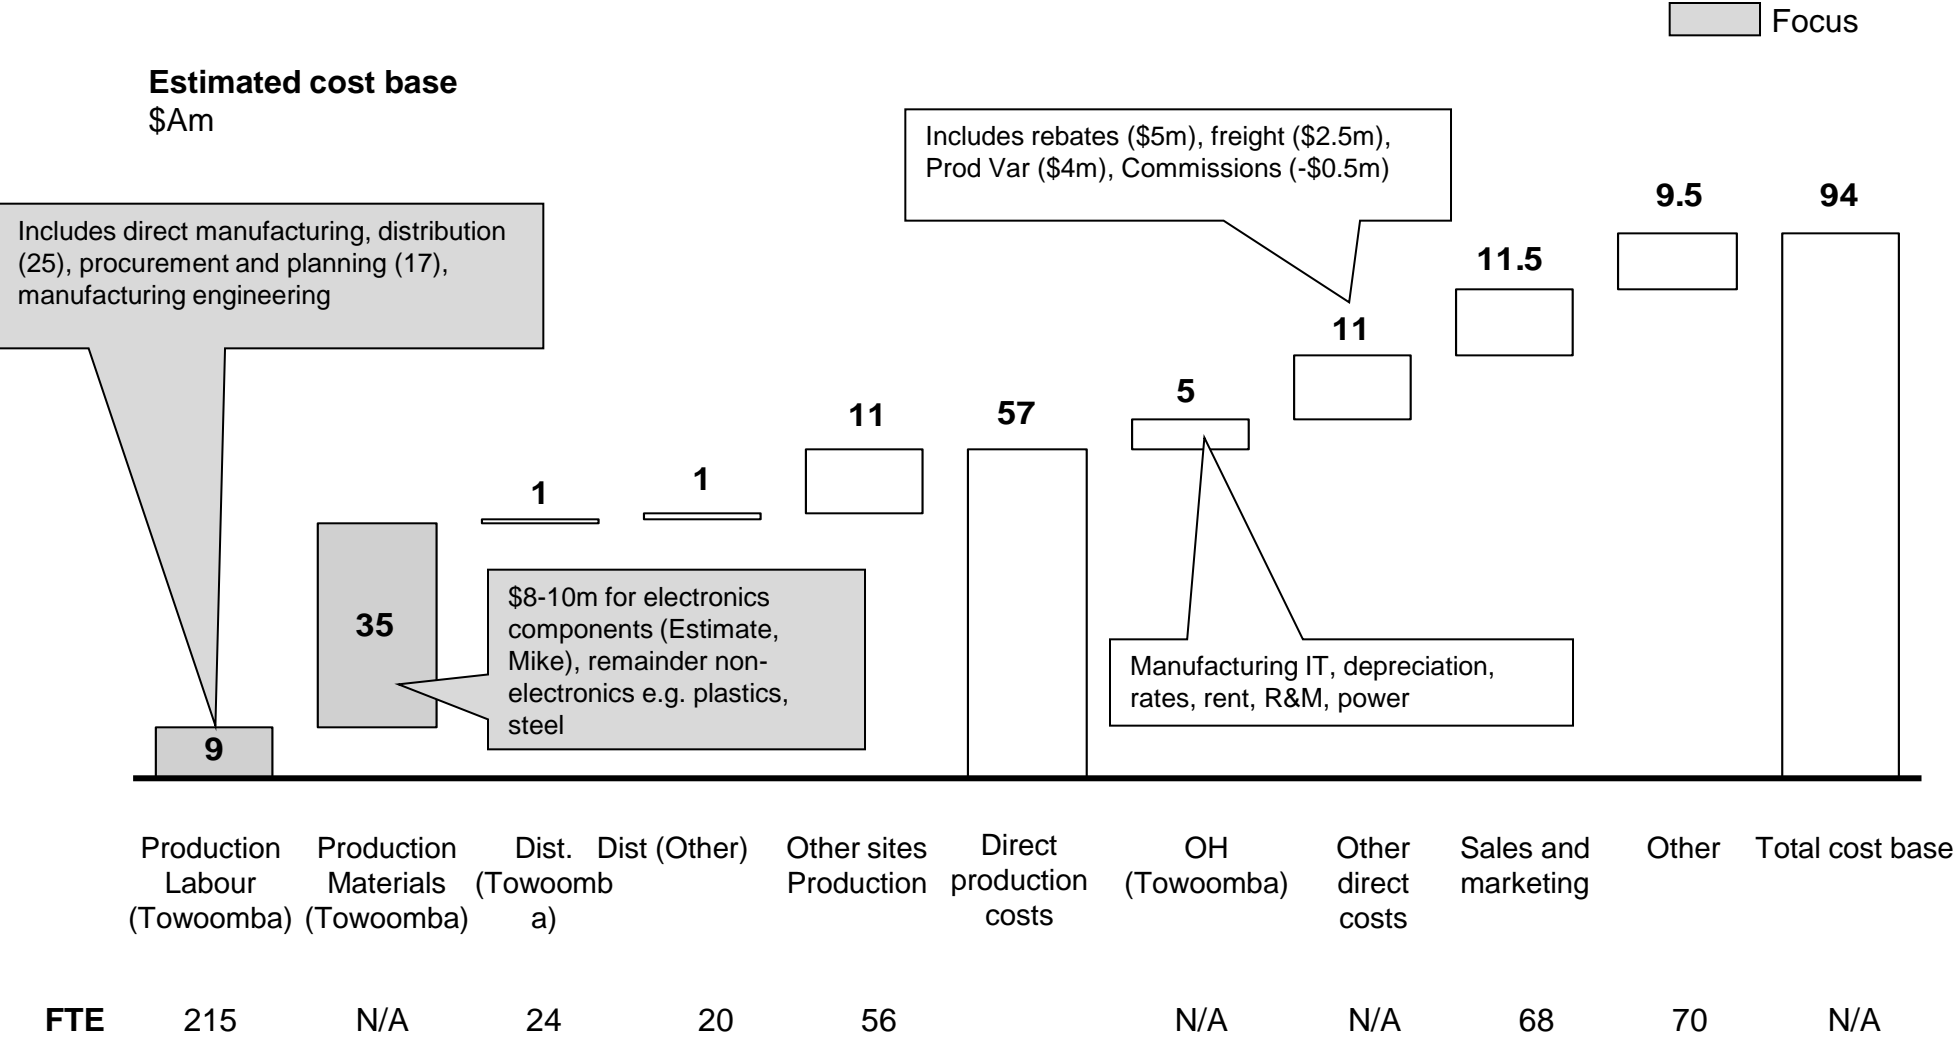 Focus
Estimated cost base
$Am
Includes rebates ($5m), freight ($2.5m),
Prod Var ($4m), Commissions (-$0.5m)
Includes direct manufacturing, distribution
(25), procurement and planning (17),
manufacturing engineering
9
35
1
1
11
57
5
11
11.5
9.5
94
$8-10m for electronics
components (Estimate,
Mike), remainder non-
electronics e.g. plastics,
steel
Manufacturing IT, depreciation,
rates, rent, R&M, power
Production
Labour
(Towoomba)
Production
Materials
(Towoomba)
Dist.
(Towoomb
a)
Dist (Other)
Other sites
Production
Direct
production
costs
OH
(Towoomba)
Other
direct
costs
Sales and
marketing
Other
Total cost base
FTE 215 N/A 24 20 56 N/A N/A 68 70 N/A